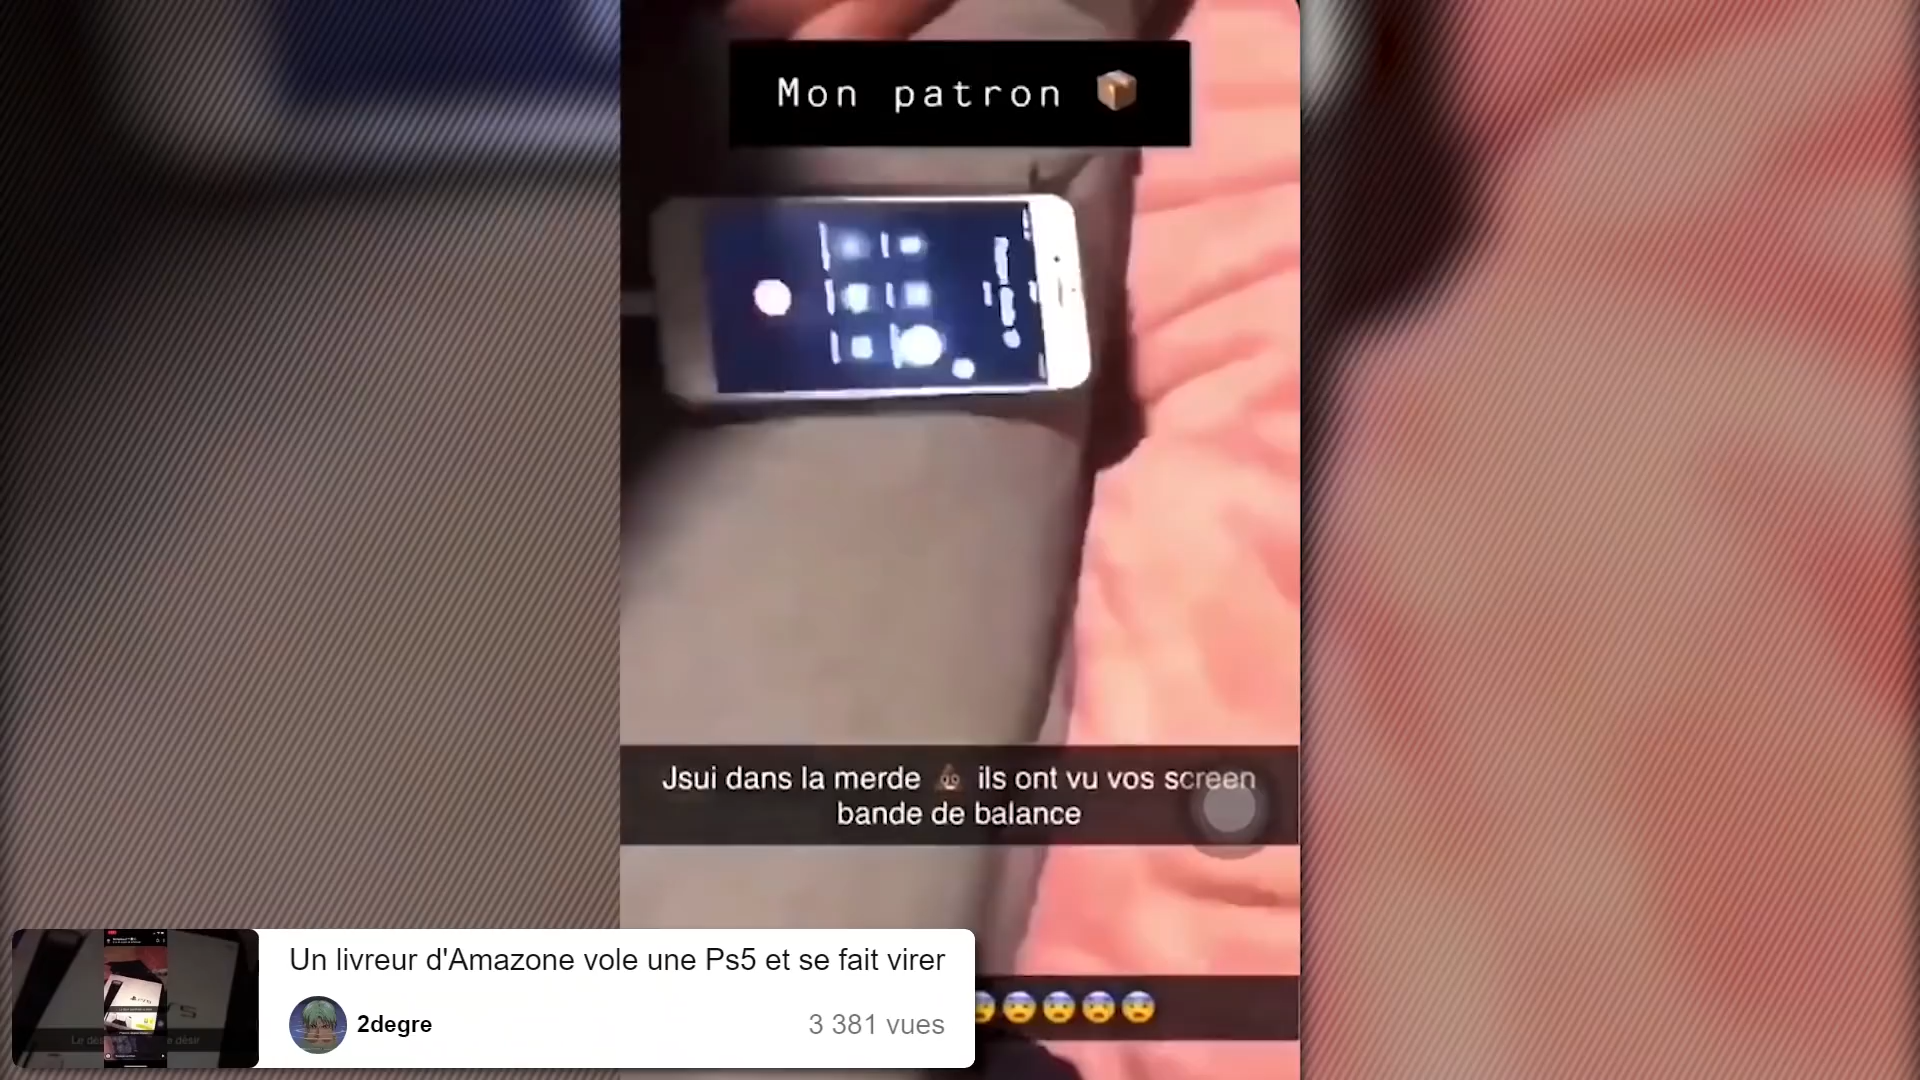 Mon patron 📦
Jsui dans la merde 💩 ils ont vu vos screen
bande de balance
😨😨😨😨😨
Un livreur d'Amazone vole une Ps5 et se fait virer
2degre
3 381 vues